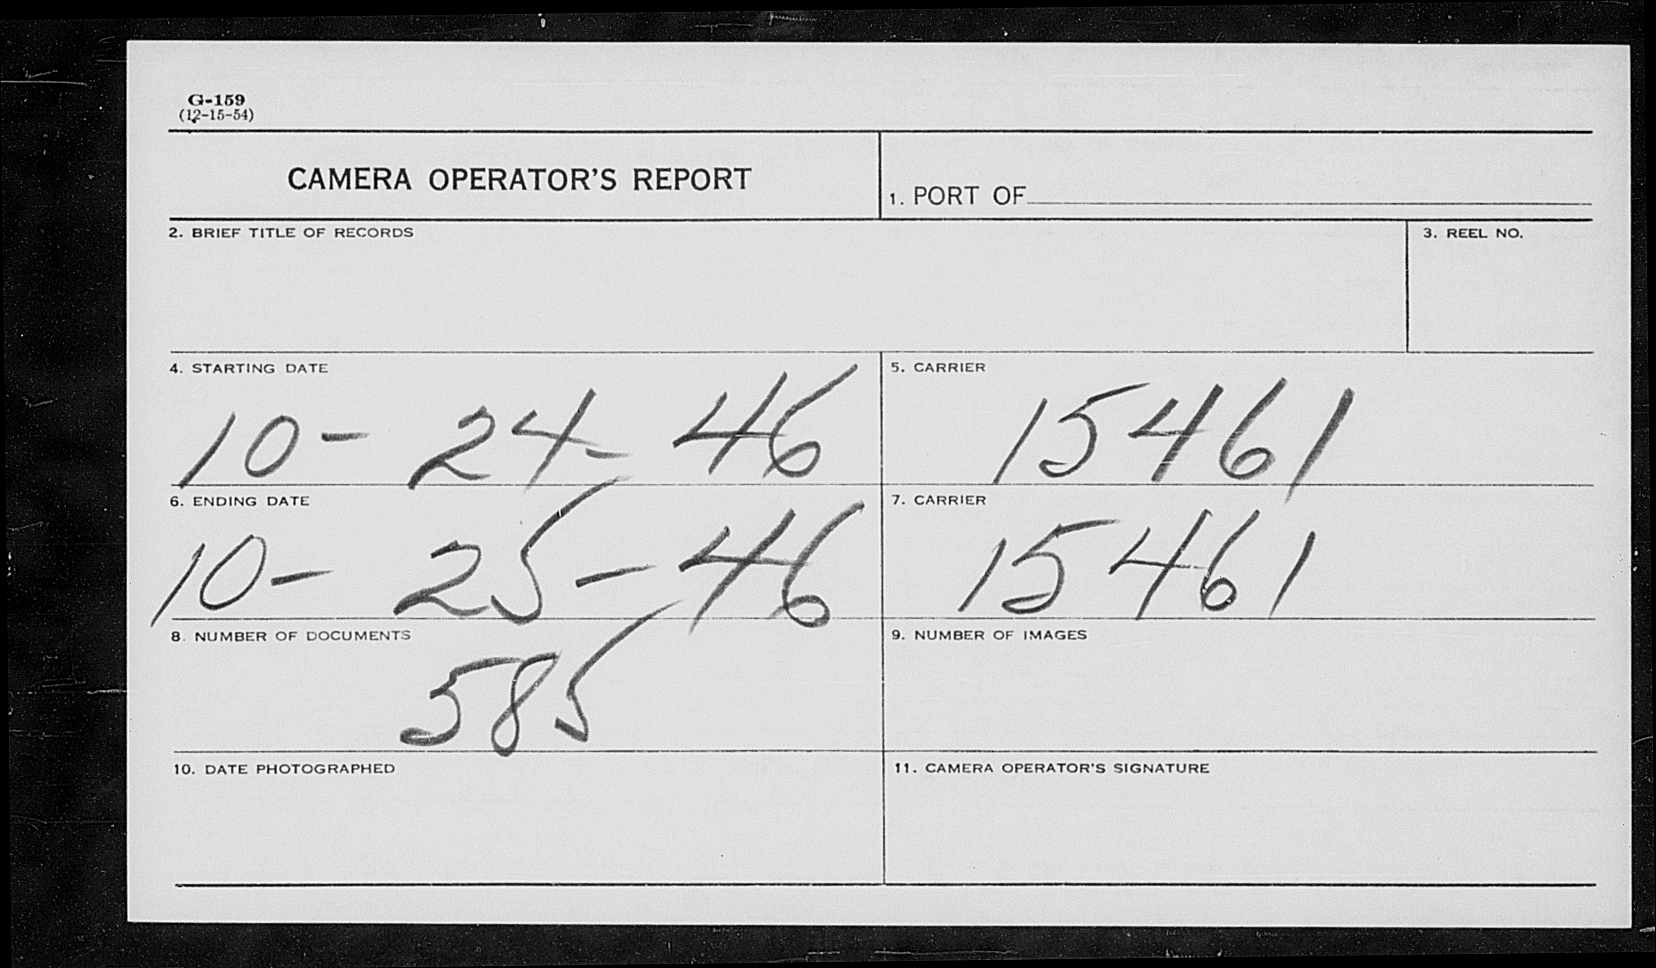 G-159
(12-15-54)
CAMERA OPERATOR'S REPORT
1. PORT OF
2. BRIEF TITLE OF RECORDS
3. REEL NO.
4. STARTING DATE
10- 24- 46
5. CARRIER
15461
6. ENDING DATE
10- 25-46
7. CARRIER
15461
8. NUMBER OF DOCUMENTS
585
9. NUMBER OF IMAGES
10. DATE PHOTOGRAPHED
11. CAMERA OPERATOR'S SIGNATURE